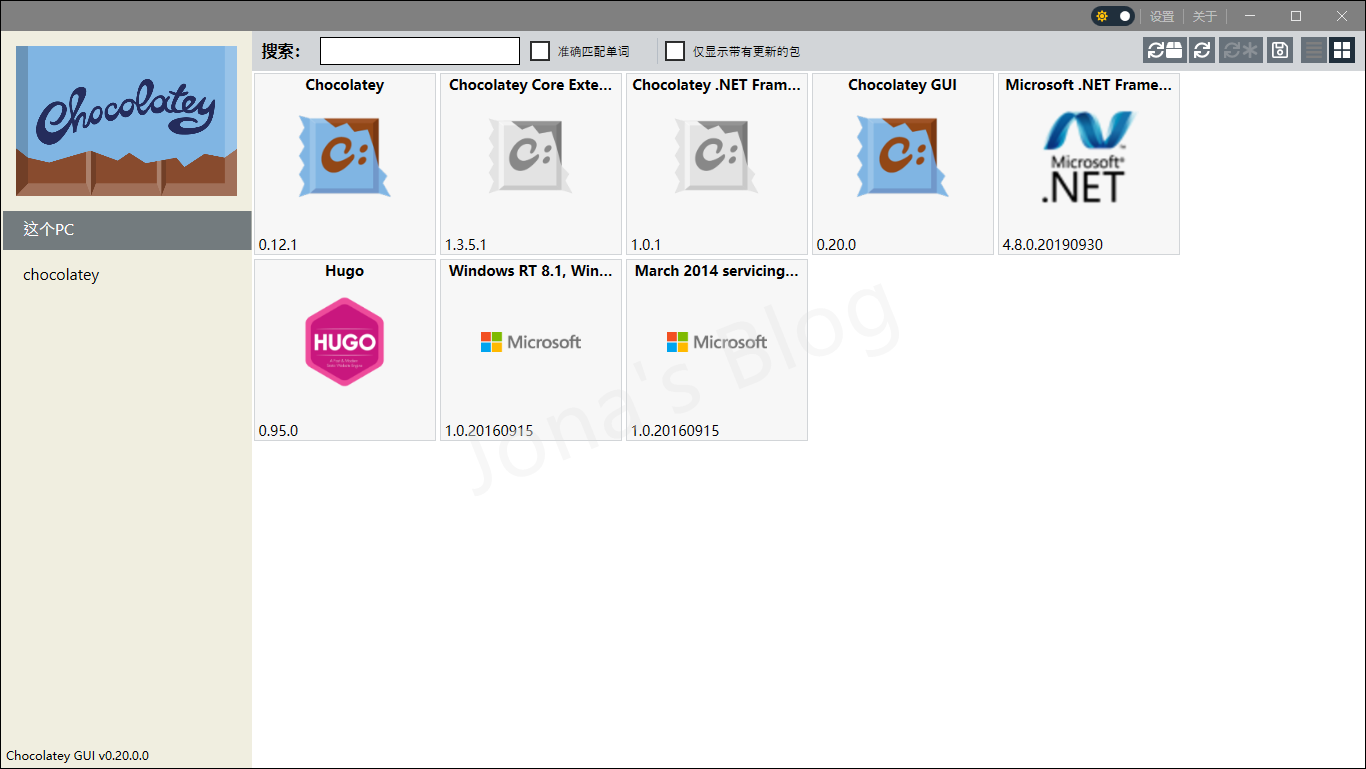 设置
关于
Chocolatey
搜索：
准确匹配单词
仅显示带有更新的包
这个PC
chocolatey
Chocolatey
0.12.1
Chocolatey Core Exte...
1.3.5.1
Chocolatey .NET Fram...
1.0.1
Chocolatey GUI
0.20.0
Microsoft .NET Frame...
Microsoft®
.NET
4.8.0.20190930
Hugo
HUGO
0.95.0
Windows RT 8.1, Win...
Microsoft
1.0.20160915
March 2014 servicing...
Microsoft
1.0.20160915
Jona's Blog
Chocolatey GUI v0.20.0.0